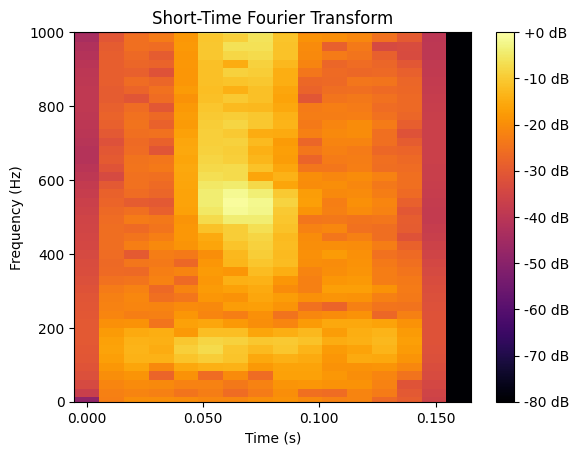 Short-Time Fourier Transform
1000
800
600
400
200
0
Frequency (Hz)
0.000
0.050
0.100
0.150
Time (s)
+0 dB
-10 dB
-20 dB
-30 dB
-40 dB
-50 dB
-60 dB
-70 dB
-80 dB